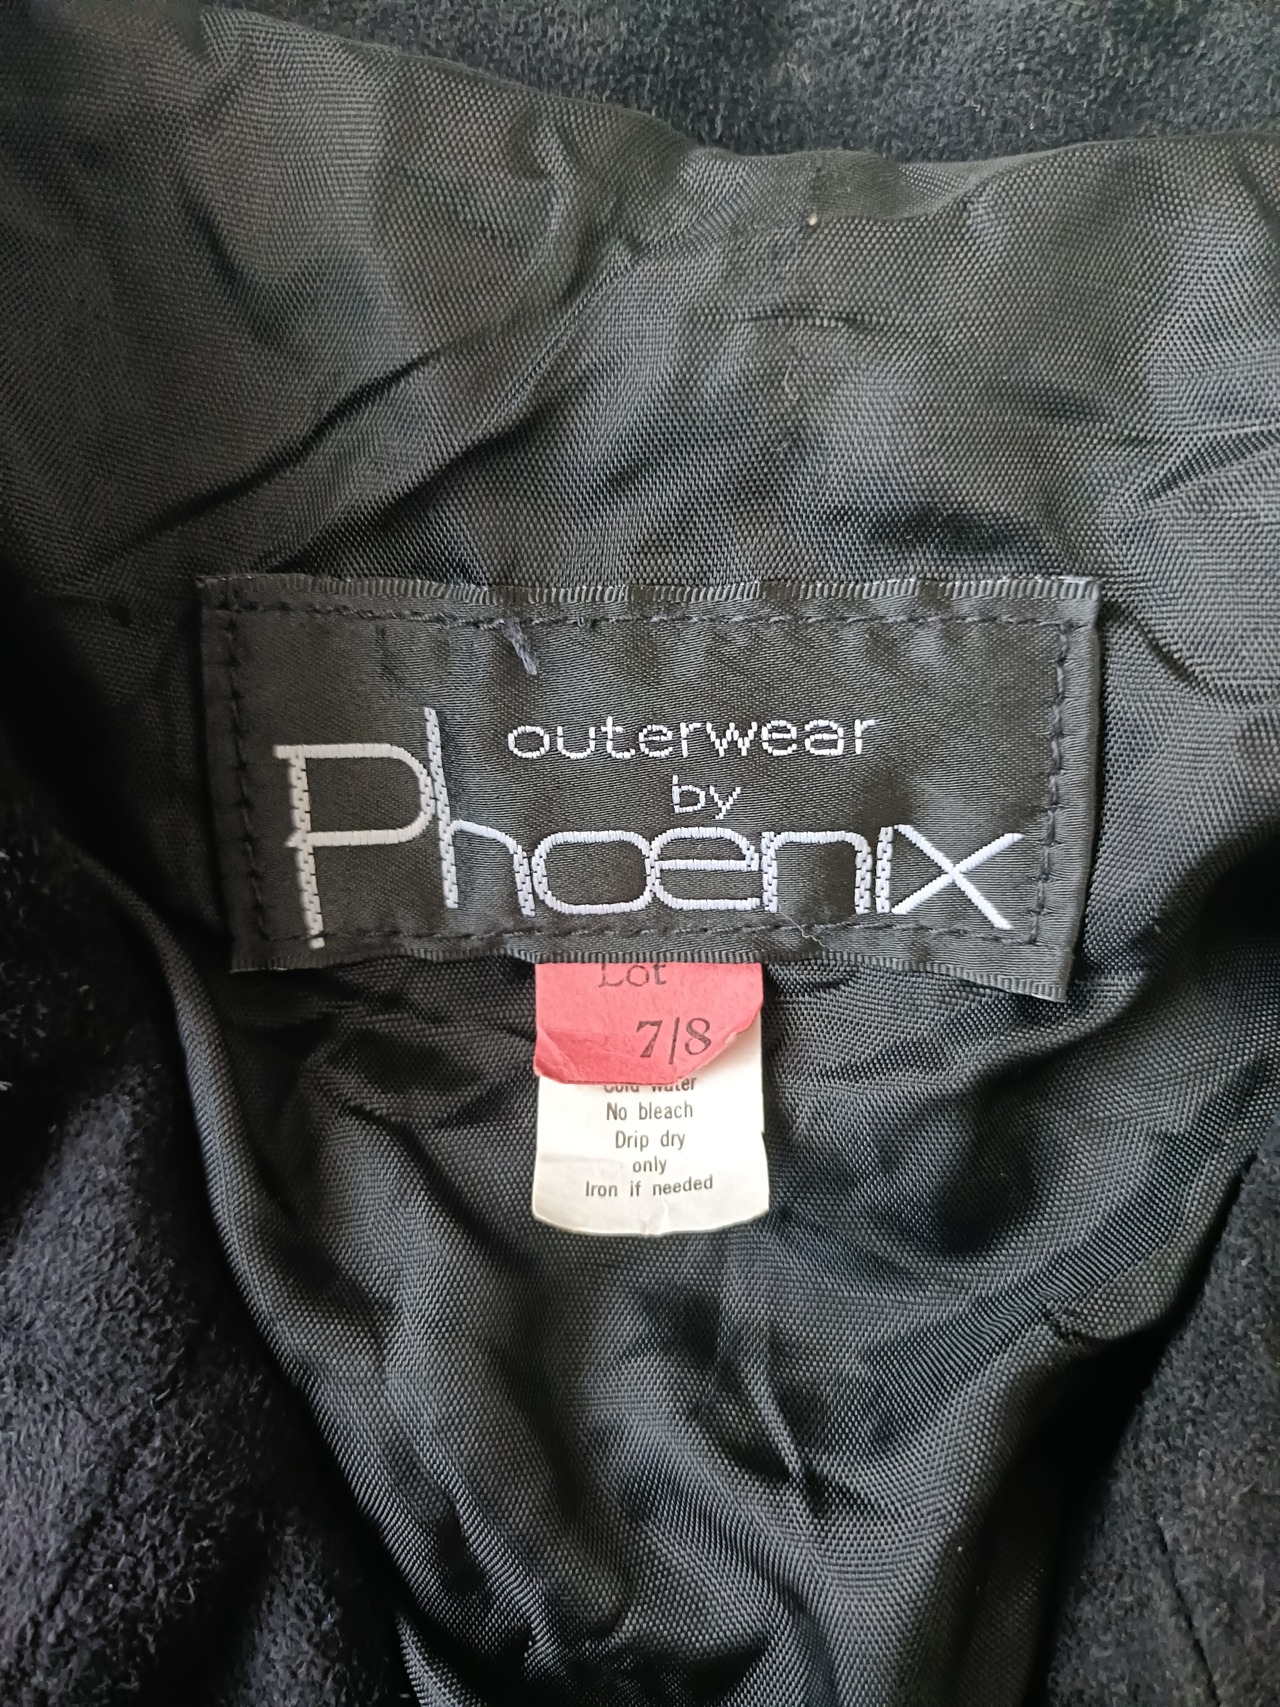 outerwear
by
Phoenix
Lot
7/8
Cold water
No bleach
Drip dry
only
Iron if needed